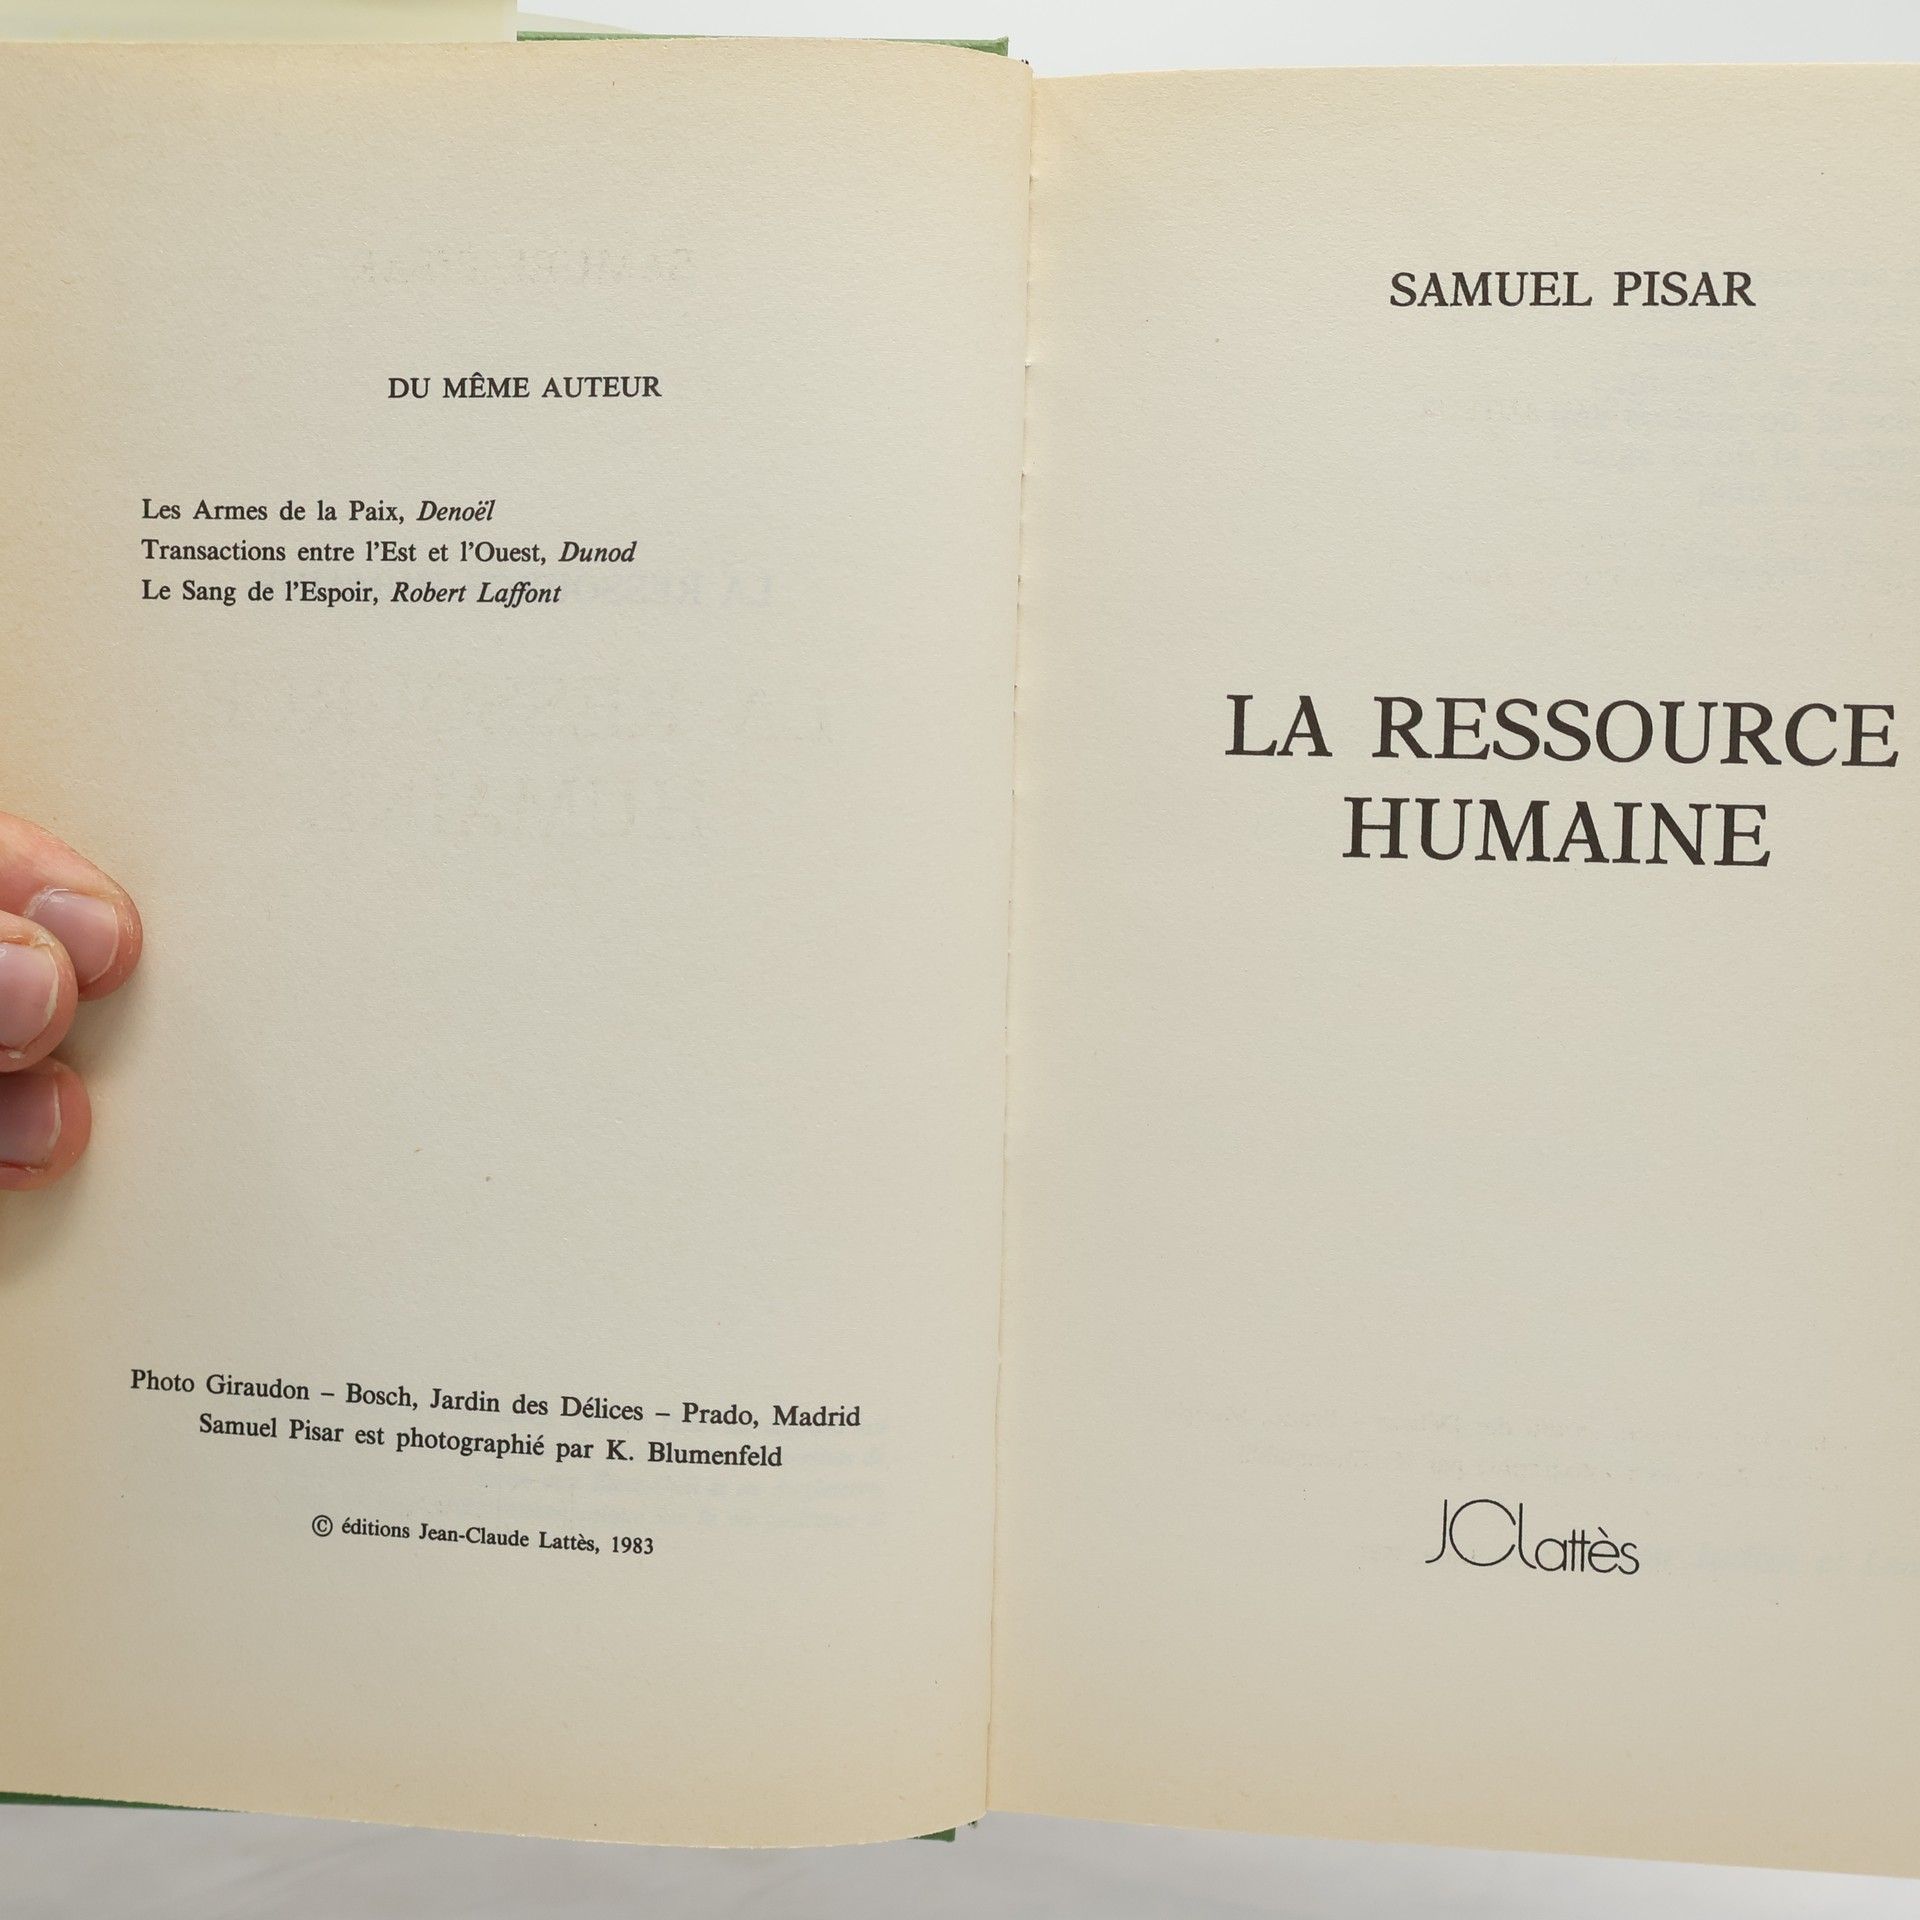 DU MÊME AUTEUR
Les Armes de la Paix, Denoël
Transactions entre l'Est et l'Ouest, Dunod
Le Sang de l'Espoir, Robert Laffont
Photo Giraudon – Bosch, Jardin des Délices – Prado, Madrid
Samuel Pisar est photographié par K. Blumenfeld
© éditions Jean-Claude Lattès, 1983
SAMUEL PISAR
LA RESSOURCE
HUMAINE
JClattès